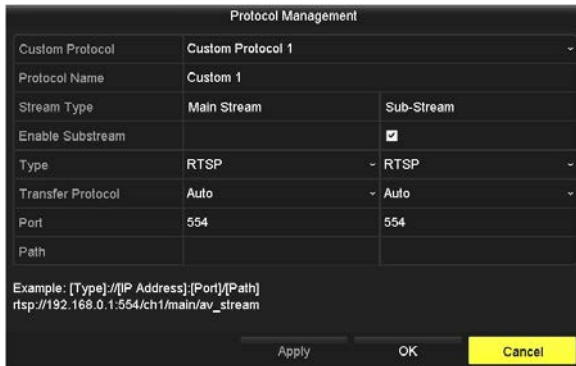 Protocol Management
Custom Protocol Custom Protocol 1
Protocol Name Custom 1
Stream Type Main Stream Sub-Stream
Enable Substream
Type RTSP RTSP
Transfer Protocol Auto Auto
Port 554 554
Path
Example: [Type]://[IP Address]:[Port]/[Path]
rtsp://192.168.0.1:554/ch1/main/av_stream
Apply OK Cancel